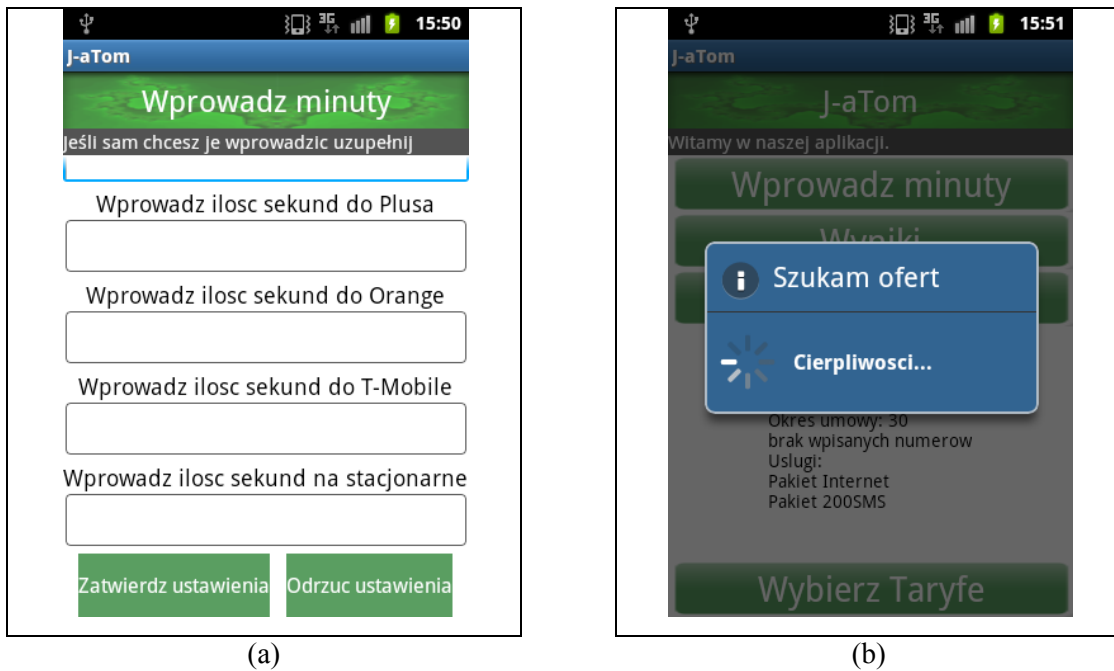 3G 15:50
J-aTom
Wprowadz minuty
Jeśli sam chcesz je wprowadzic uzupełnij
Wprowadz ilosc sekund do Plusa
Wprowadz ilosc sekund do Orange
Wprowadz ilosc sekund do T-Mobile
Wprowadz ilosc sekund na stacjonarne
Zatwierdz ustawienia Odrzuc ustawienia
(a)
3G 15:51
J-aTom
J-aTom
Witamy w naszej aplikacji.
Wprowadz minuty
Wyniki
Szukam ofert
Cierpliwosci...
Okres umowy: 30
brak wpisanych numerow
Uslugi:
Pakiet Internet
Pakiet 200SMS
Wybierz Taryfe
(b)